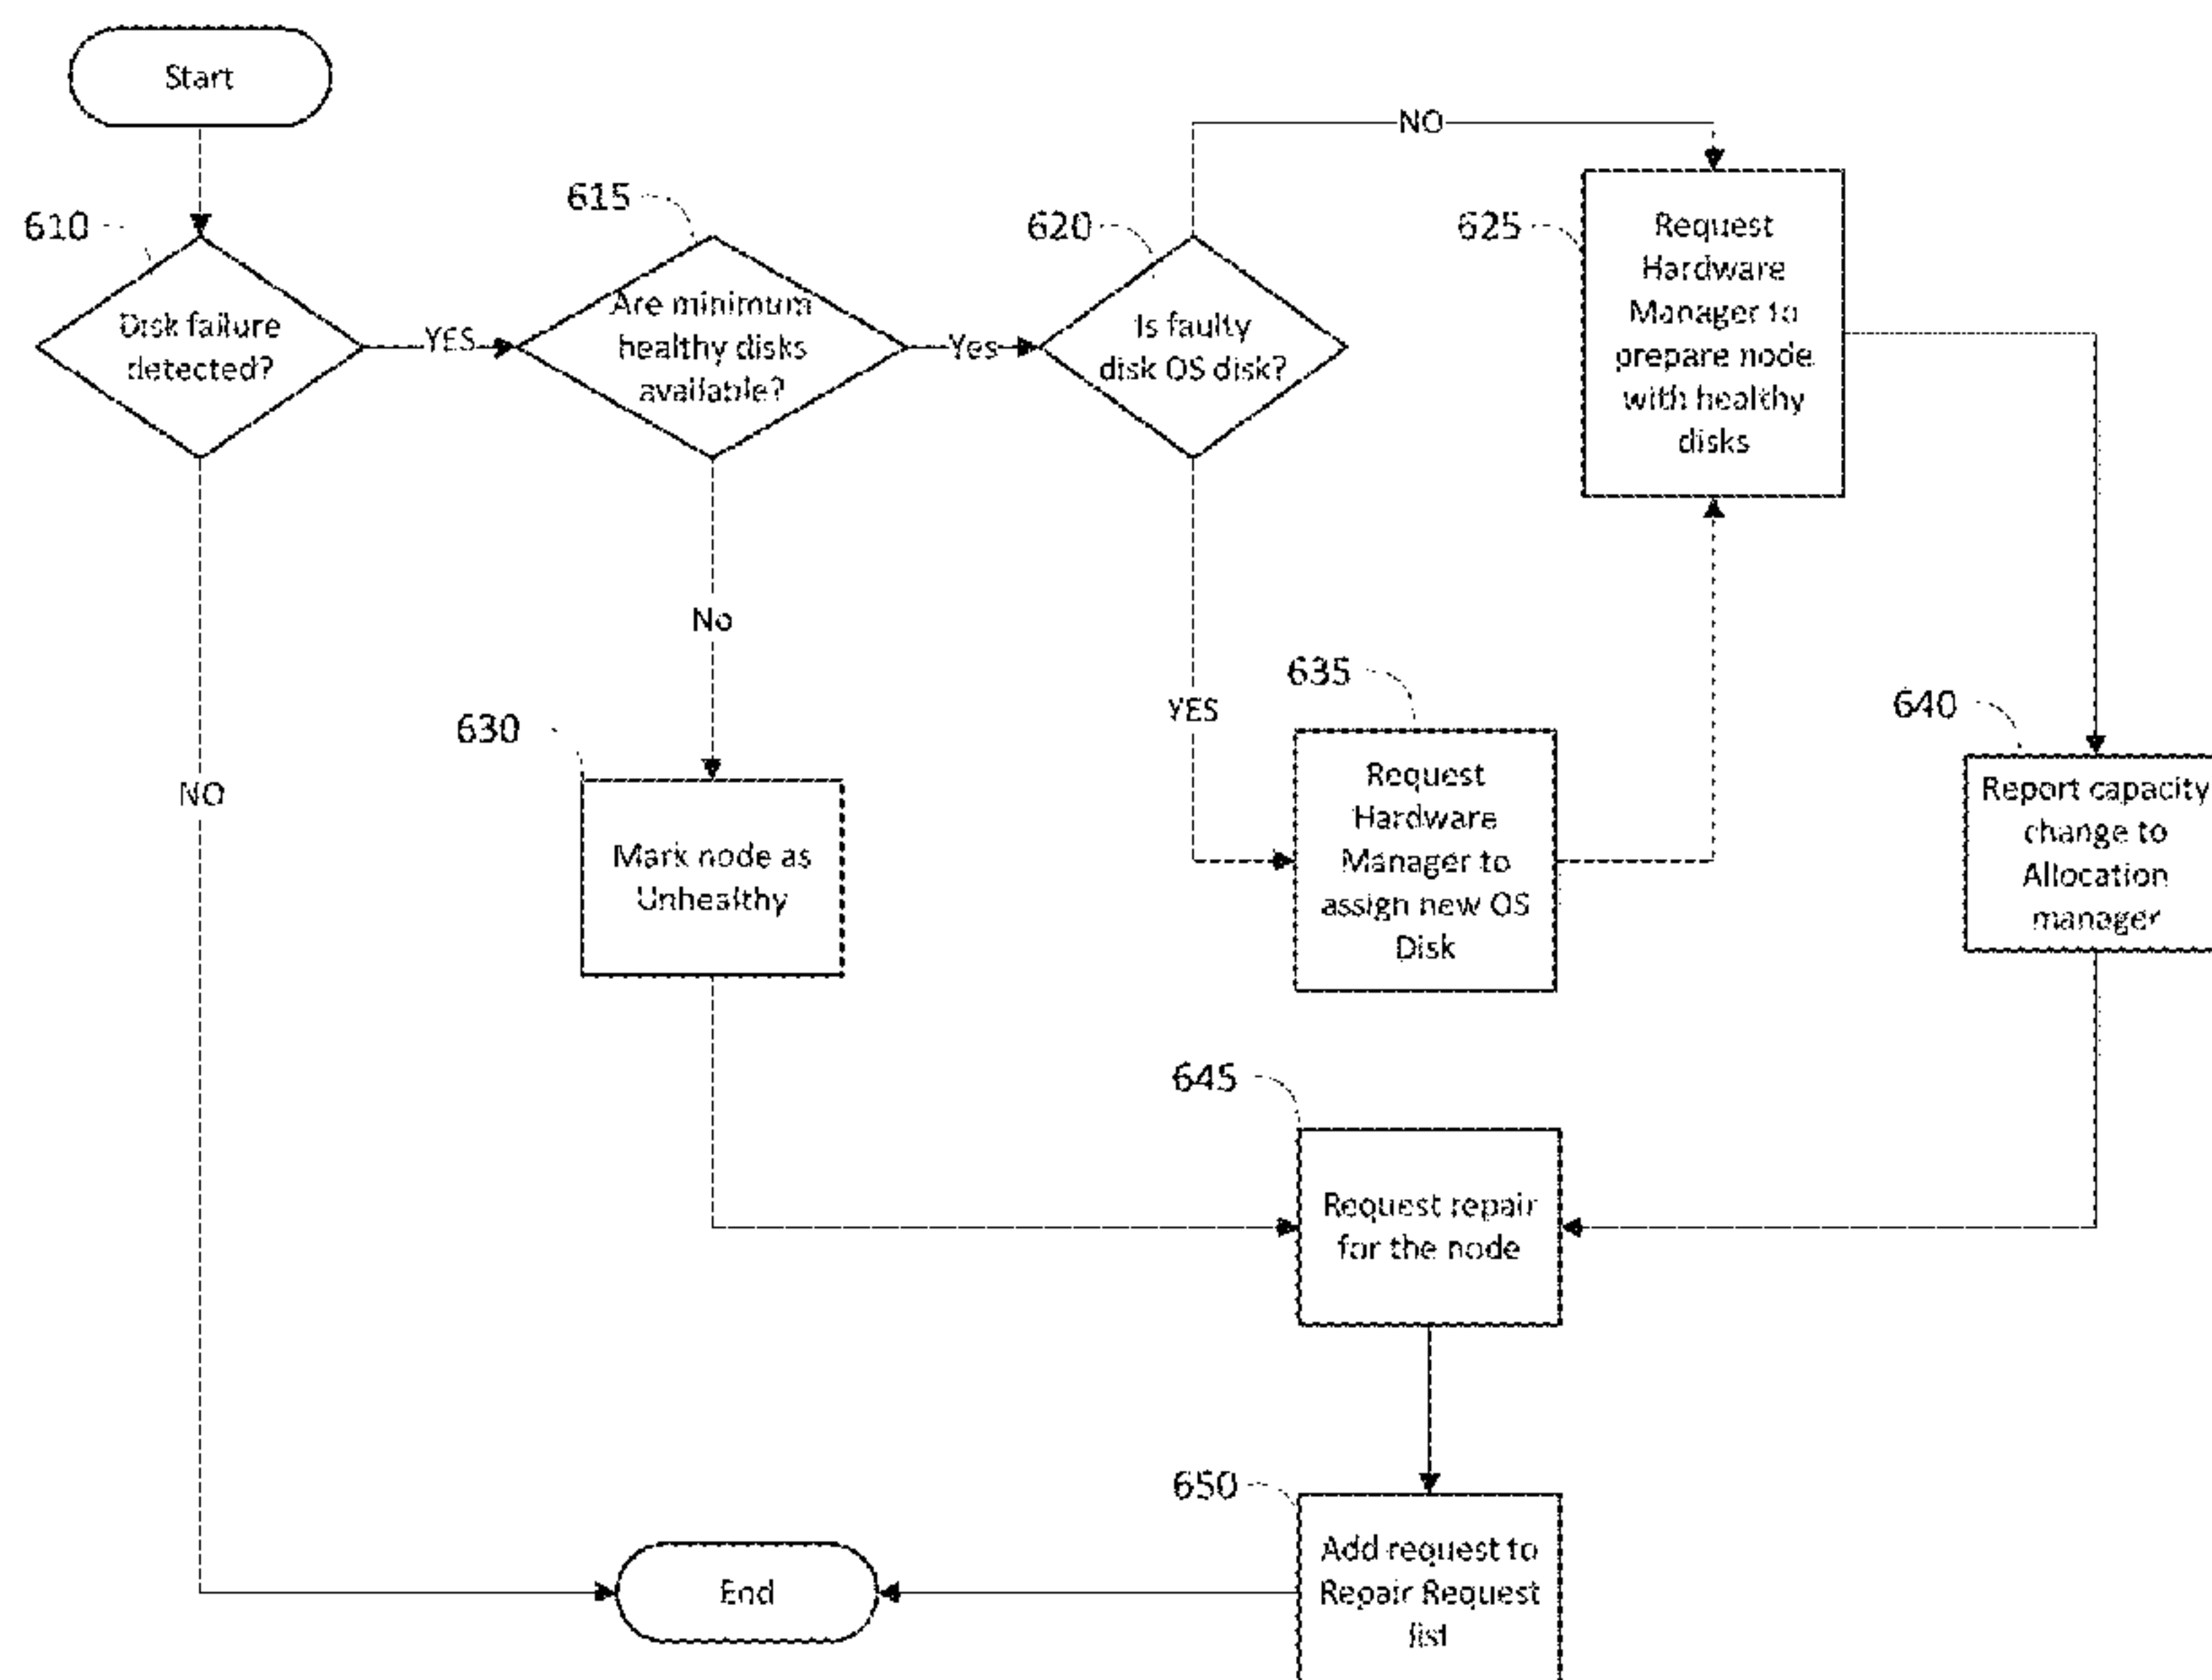 Start
610
Disk failure
detected?
YES
615
Are minimum
healthy disks
available?
Yes
620
Is faulty
disk OS disk?
NO
625
Request
Hardware
Manager to
prepare node
with healthy
disks
No
YES
635
Request
Hardware
Manager to
assign new OS
Disk
640
Report capacity
change to
Allocation
manager
630
Mark node as
Unhealthy
NO
645
Request repair
for the node
650
Add request to
Repair Request
list
End